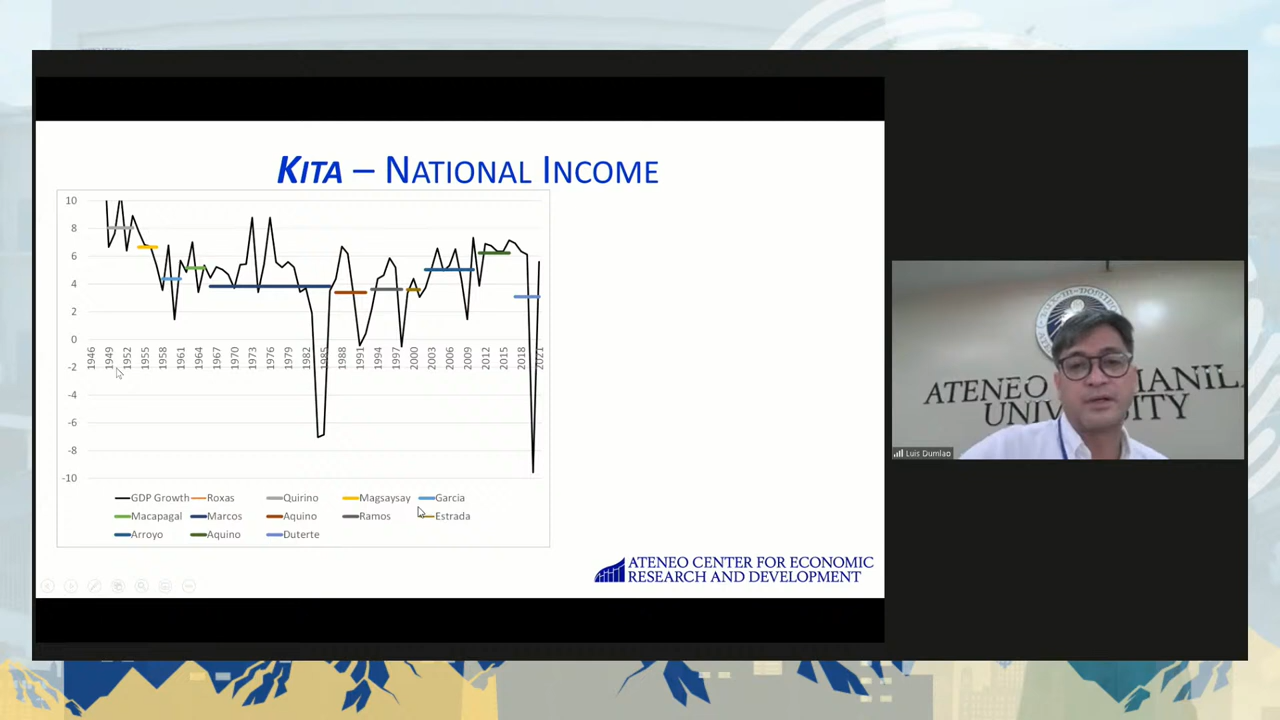 KITA – NATIONAL INCOME
10
8
6
4
2
0
-2
-4
-6
-8
-10
1946 1949 1952 1955 1958 1961 1964 1967 1970 1973 1976 1979 1982 1985 1988 1991 1994 1997 2000 2003 2006 2009 2012 2015 2018 2021
GDP Growth Roxas Quirino Magsaysay Garcia
Macapagal Marcos Aquino Ramos Estrada
Arroyo Aquino Duterte
ATENEO CENTER FOR ECONOMIC
RESEARCH AND DEVELOPMENT
ATENEO
UNIV SITY
Luis Dumlao